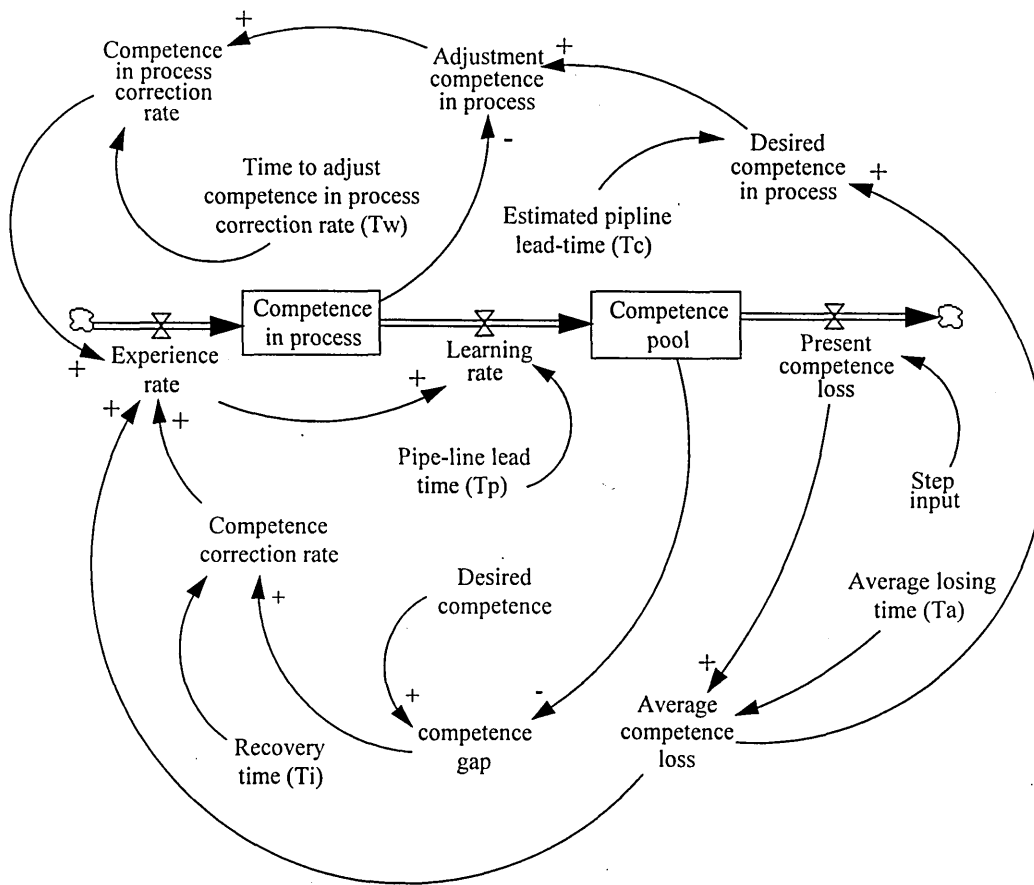 +
+
Competence
in process
correction
rate
Adjustment
competence
in process
-
Desired
competence
in process
+
Time to adjust
competence in process
correction rate (Tw)
Estimated pipline
lead-time (Tc)
Competence
in process
Competence
pool
+
Experience
rate
+
Learning
rate
Present
competence
loss
+
+
Pipe-line lead
time (Tp)
Step
input
Competence
correction rate
+
Desired
competence
Average losing
time (Ta)
+
-
+
Recovery
time (Ti)
competence
gap
Average
competence
loss